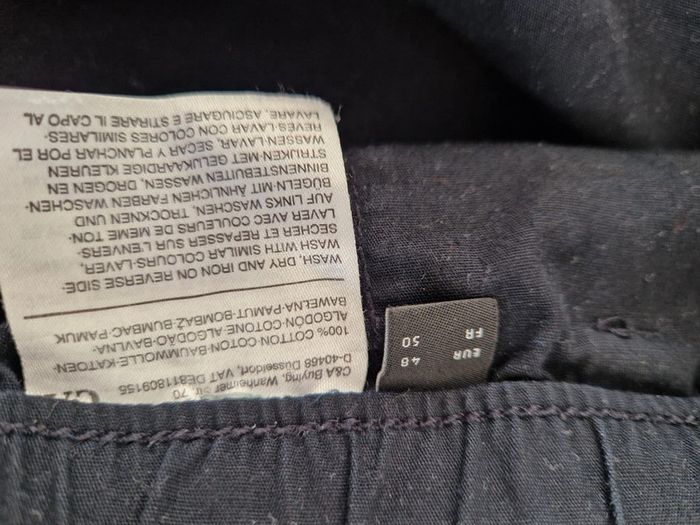 C&A Buying, Wanheimer Str. 70
D-40468 Düsseldorf, VAT DE811809155
100% COTTON-COTON-BAUMWOLLE-KATOEN-
ALGODÓN-COTONE-ALGODÃO-BAVLNA-
BAWEŁNA-PAMUT-BOMBAŽ-BUMBAC-PAMUK
WASH, DRY AND IRON ON REVERSE SIDE-
WASH WITH SIMILAR COLOURS-LAVER,
SECHER ET REPASSER SUR L'ENVERS-
LAVER AVEC COULEURS DE MEME TON-
AUF LINKS WASCHEN, TROCKNEN UND
BÜGELN-MIT ÄHNLICHEN FARBEN WASCHEN-
BINNENSTEBUITEN WASSEN, DROGEN EN
STRIJKEN-MET GELIJKAARDIGE KLEUREN
WASSEN-LAVAR, SECAR Y PLANCHAR POR EL
REVES-LAVAR CON COLORES SIMILARES-
LAVARE, ASCIUGARE E STIRARE IL CAPO AL
EUR 48
FR 50